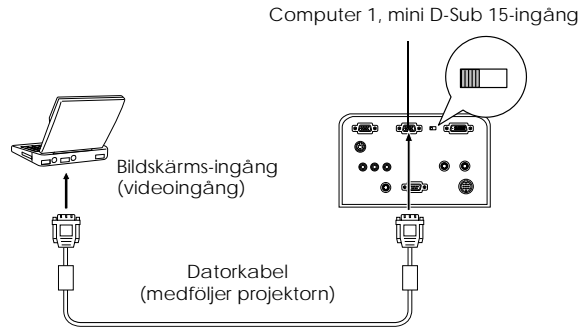 Computer 1, mini D-Sub 15-ingång
Bildskärms-ingång
(videoingång)
Datorkabel
(medföljer projektorn)